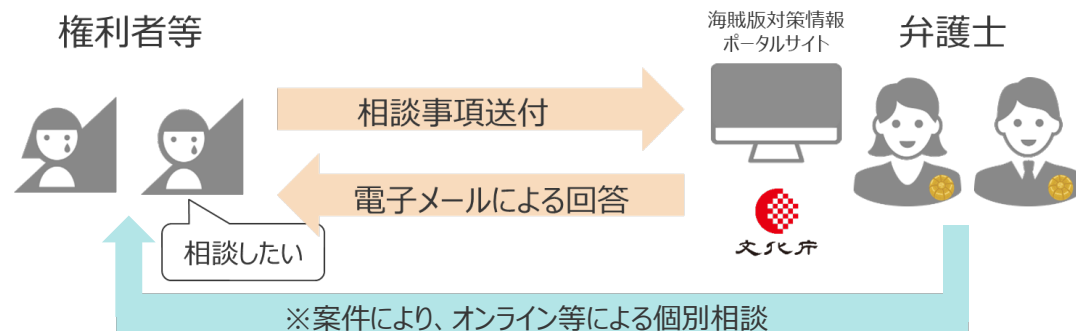 権利者等
海賊版対策情報
ポータルサイト
弁護士
相談事項送付
電子メールによる回答
文化庁
相談したい
※案件により、オンライン等による個別相談